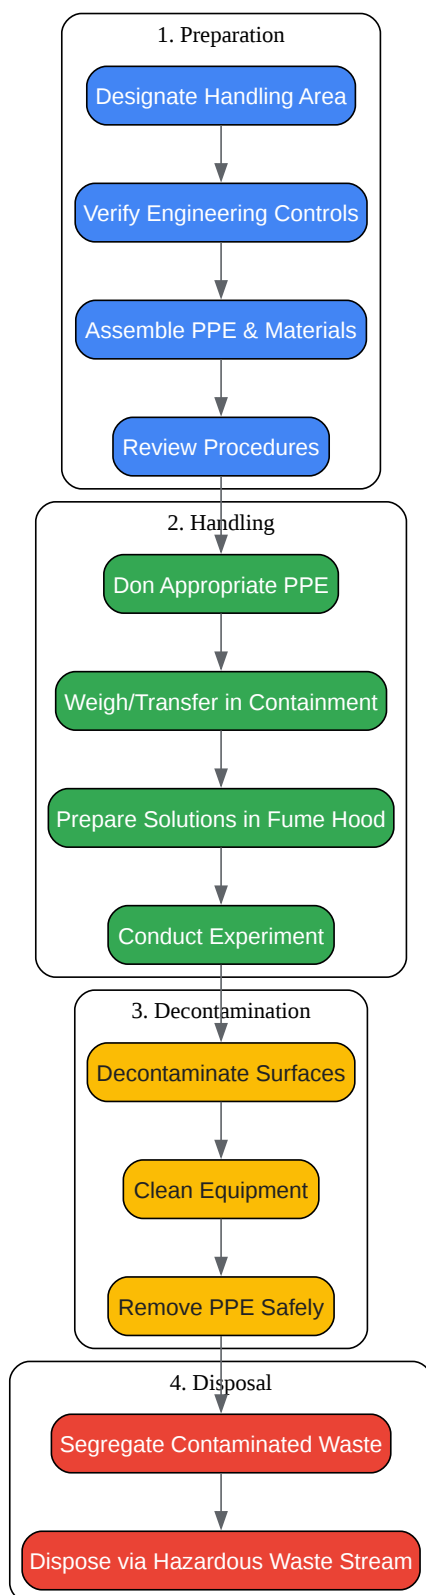 1. Preparation
Designate Handling Area
Verify Engineering Controls
Assemble PPE & Materials
Review Procedures
2. Handling
Don Appropriate PPE
Weigh/Transfer in Containment
Prepare Solutions in Fume Hood
Conduct Experiment
3. Decontamination
Decontaminate Surfaces
Clean Equipment
Remove PPE Safely
4. Disposal
Segregate Contaminated Waste
Dispose via Hazardous Waste Stream